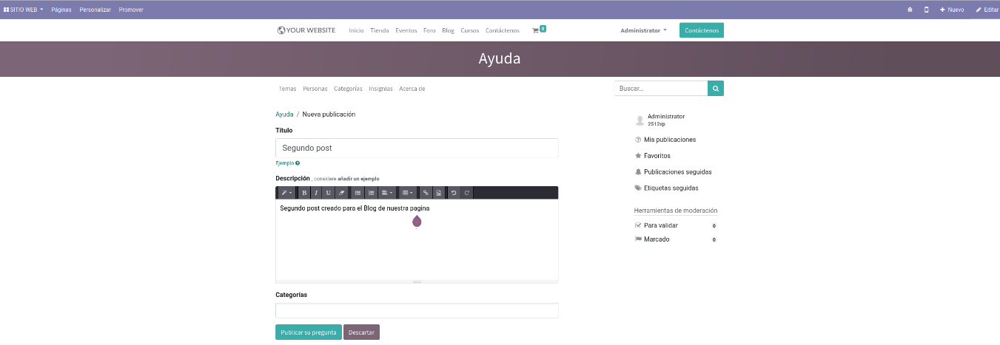 SITIO WEB Páginas Personalizar Promover Nuevo Editar
YOUR WEBSITE Inicio Tienda Eventos Foro Blog Cursos Contáctenos 0 Administrator Contáctenos
Ayuda
Temas Personas Categorías Insignias Acerca de Buscar...
Ayuda / Nueva publicación
Título
Segundo post
Ejemplo
Descripción , considere añadir un ejemplo
B I U
Segundo post creado para el Blog de nuestra pagina
Categorías
Publicar su pregunta Descartar
Administrator
2512xp
Mis publicaciones
Favoritos
Publicaciones seguidas
Etiquetas seguidas
Herramientas de moderación
Para validar 0
Marcado 0